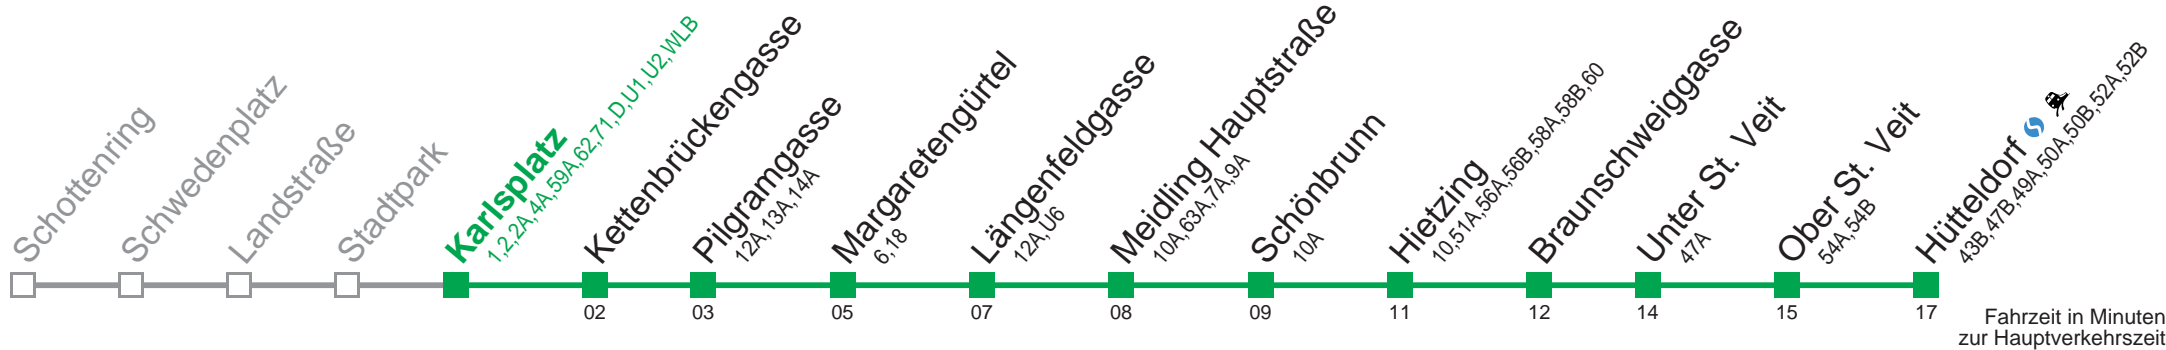 Schottenring
Schwedenplatz
Landstraße
Stadtpark
Karlsplatz
1,2,2A,4A,59A,62,71,D,U1,U2,WLB
Kettenbrückengasse
02
Pilgramgasse
12A,13A,14A
03
Margaretengürtel
6,18
05
Längenfeldgasse
12A,U6
07
Meidling Hauptstraße
10A,63A,7A,9A
08
Schönbrunn
10A
09
Hietzing
10,51A,56A,56B,58A,58B,60
11
Braunschweiggasse
12
Unter St. Veit
47A
14
Ober St. Veit
54A,54B
15
Hütteldorf
43B,47B,49A,50A,50B,52A,52B
17
Fahrzeit in Minuten
zur Hauptverkehrszeit